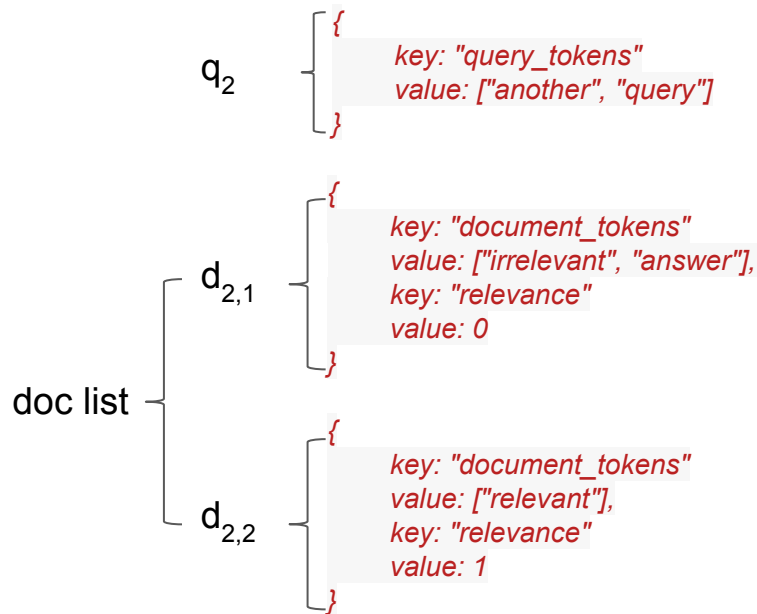 {
q2
key: "query_tokens"
value: ["another", "query"]
}
{
key: "document_tokens"
value: ["irrelevant", "answer"],
d2,1
key: "relevance"
value: 0
}
doc list
{
key: "document_tokens"
value: ["relevant"],
d2,2
key: "relevance"
value: 1
}